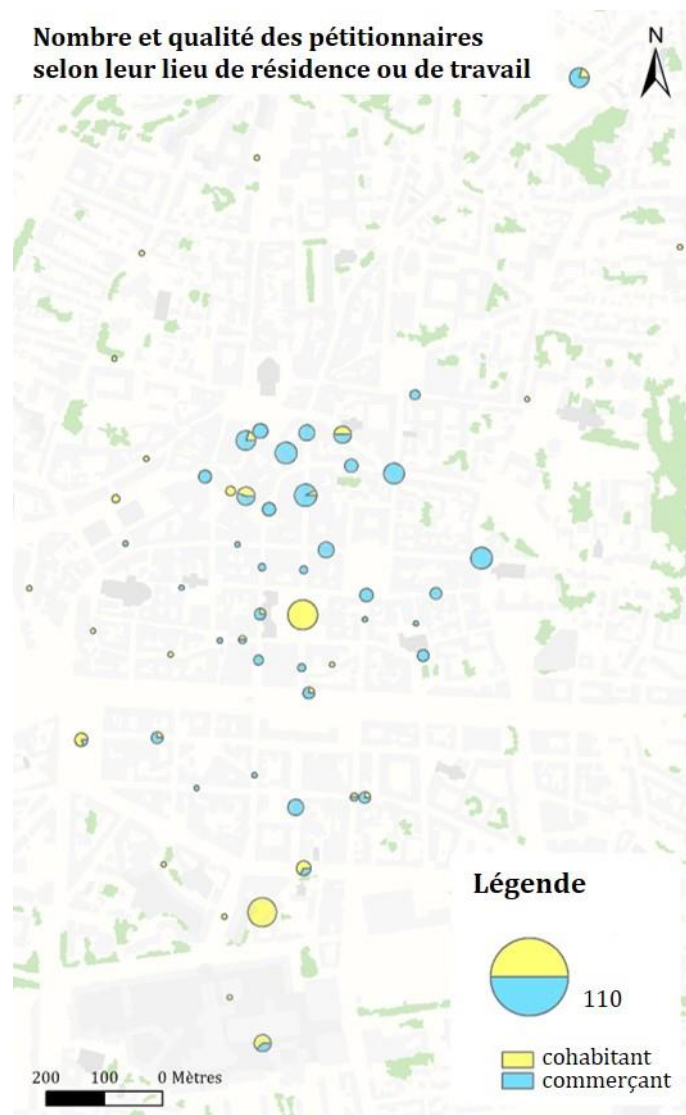 Nombre et qualité des pétitionnaires
selon leur lieu de résidence ou de travail
N
Légende
110
cohabitant
commerçant
200 100 0 Mètres